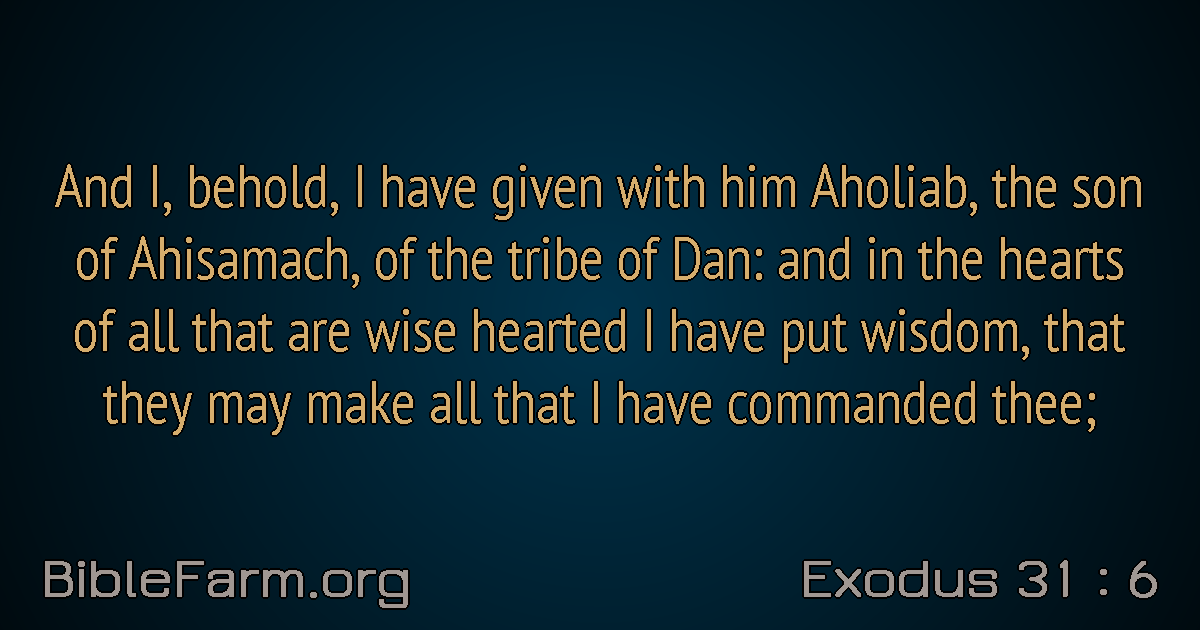 And I, behold, I have given with him Aholiab, the son
of Ahisamach, of the tribe of Dan: and in the hearts
of all that are wise hearted I have put wisdom, that
they may make all that I have commanded thee;
BibleFarm.org
Exodus 31 : 6